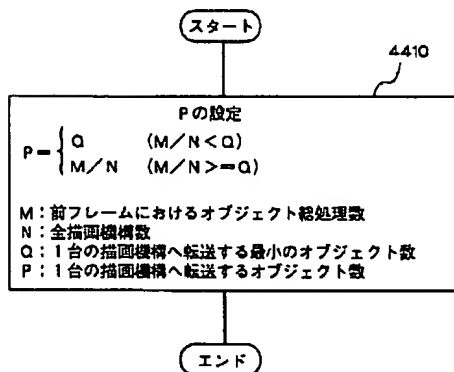 スタート
4410
Pの設定
P= Q (M/N<Q)
M/N (M/N>=Q)
M:前フレームにおけるオブジェクト総処理数
N:全描画機構数
Q:1台の描画機構へ転送する最小のオブジェクト数
P:1台の描画機構へ転送するオブジェクト数
エンド